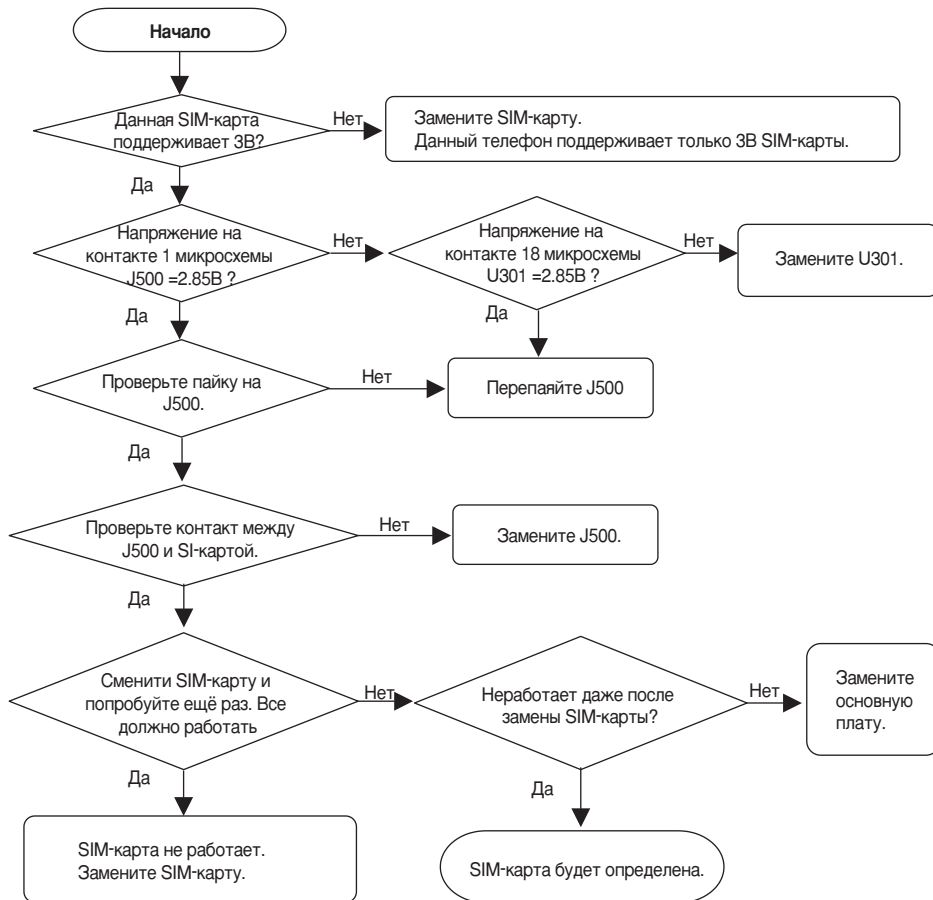 Начало
Данная SIM-карта
поддерживает 3В?
Нет
Замените SIM-карту.
Данный телефон поддерживает только 3В SIM-карты.
Да
Напряжение на
контакте 1 микросхемы
J500 =2.85В ?
Нет
Напряжение на
контакте 18 микросхемы
U301 =2.85В ?
Нет
Замените U301.
Да
Да
Проверьте пайку на
J500.
Нет
Перепаяйте J500
Да
Проверьте контакт между
J500 и SI-картой.
Нет
Замените J500.
Да
Сменити SIM-карту и
попробуйте ещё раз. Все
должно работать
Нет
Неработает даже после
замены SIM-карты?
Нет
Замените
основную
плату.
Да
Да
SIM-карта не работает.
Замените SIM-карту.
SIM-карта будет определена.